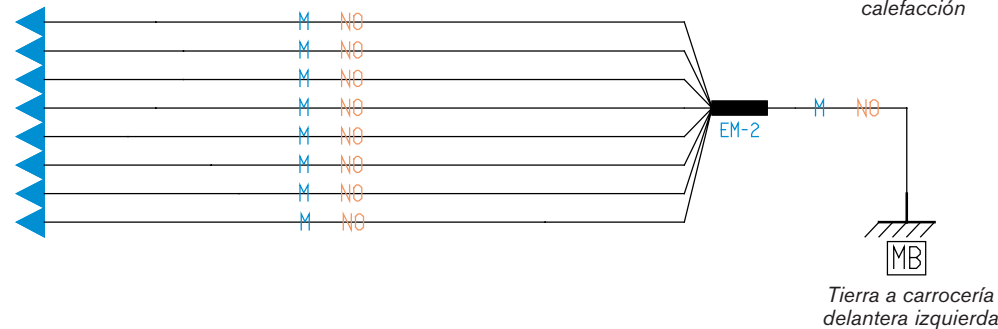 calefacción
M NO
M NO
M NO
M NO
M NO
M NO
M NO
M NO
EM-2
M NO
MB
Tierra a carrocería
delantera izquierda